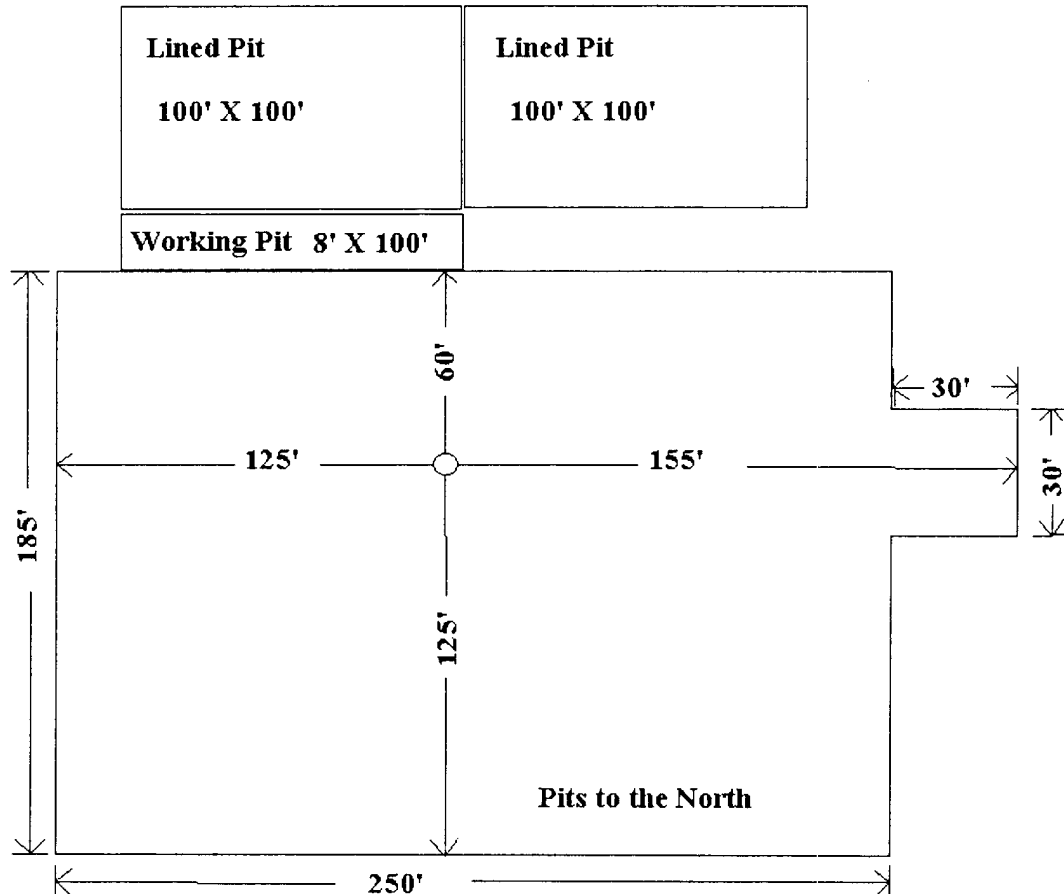 Lined Pit
100' X 100'
Lined Pit
100' X 100'
Working Pit 8' X 100'
60'
30'
125'
155'
30'
185'
125'
Pits to the North
250'